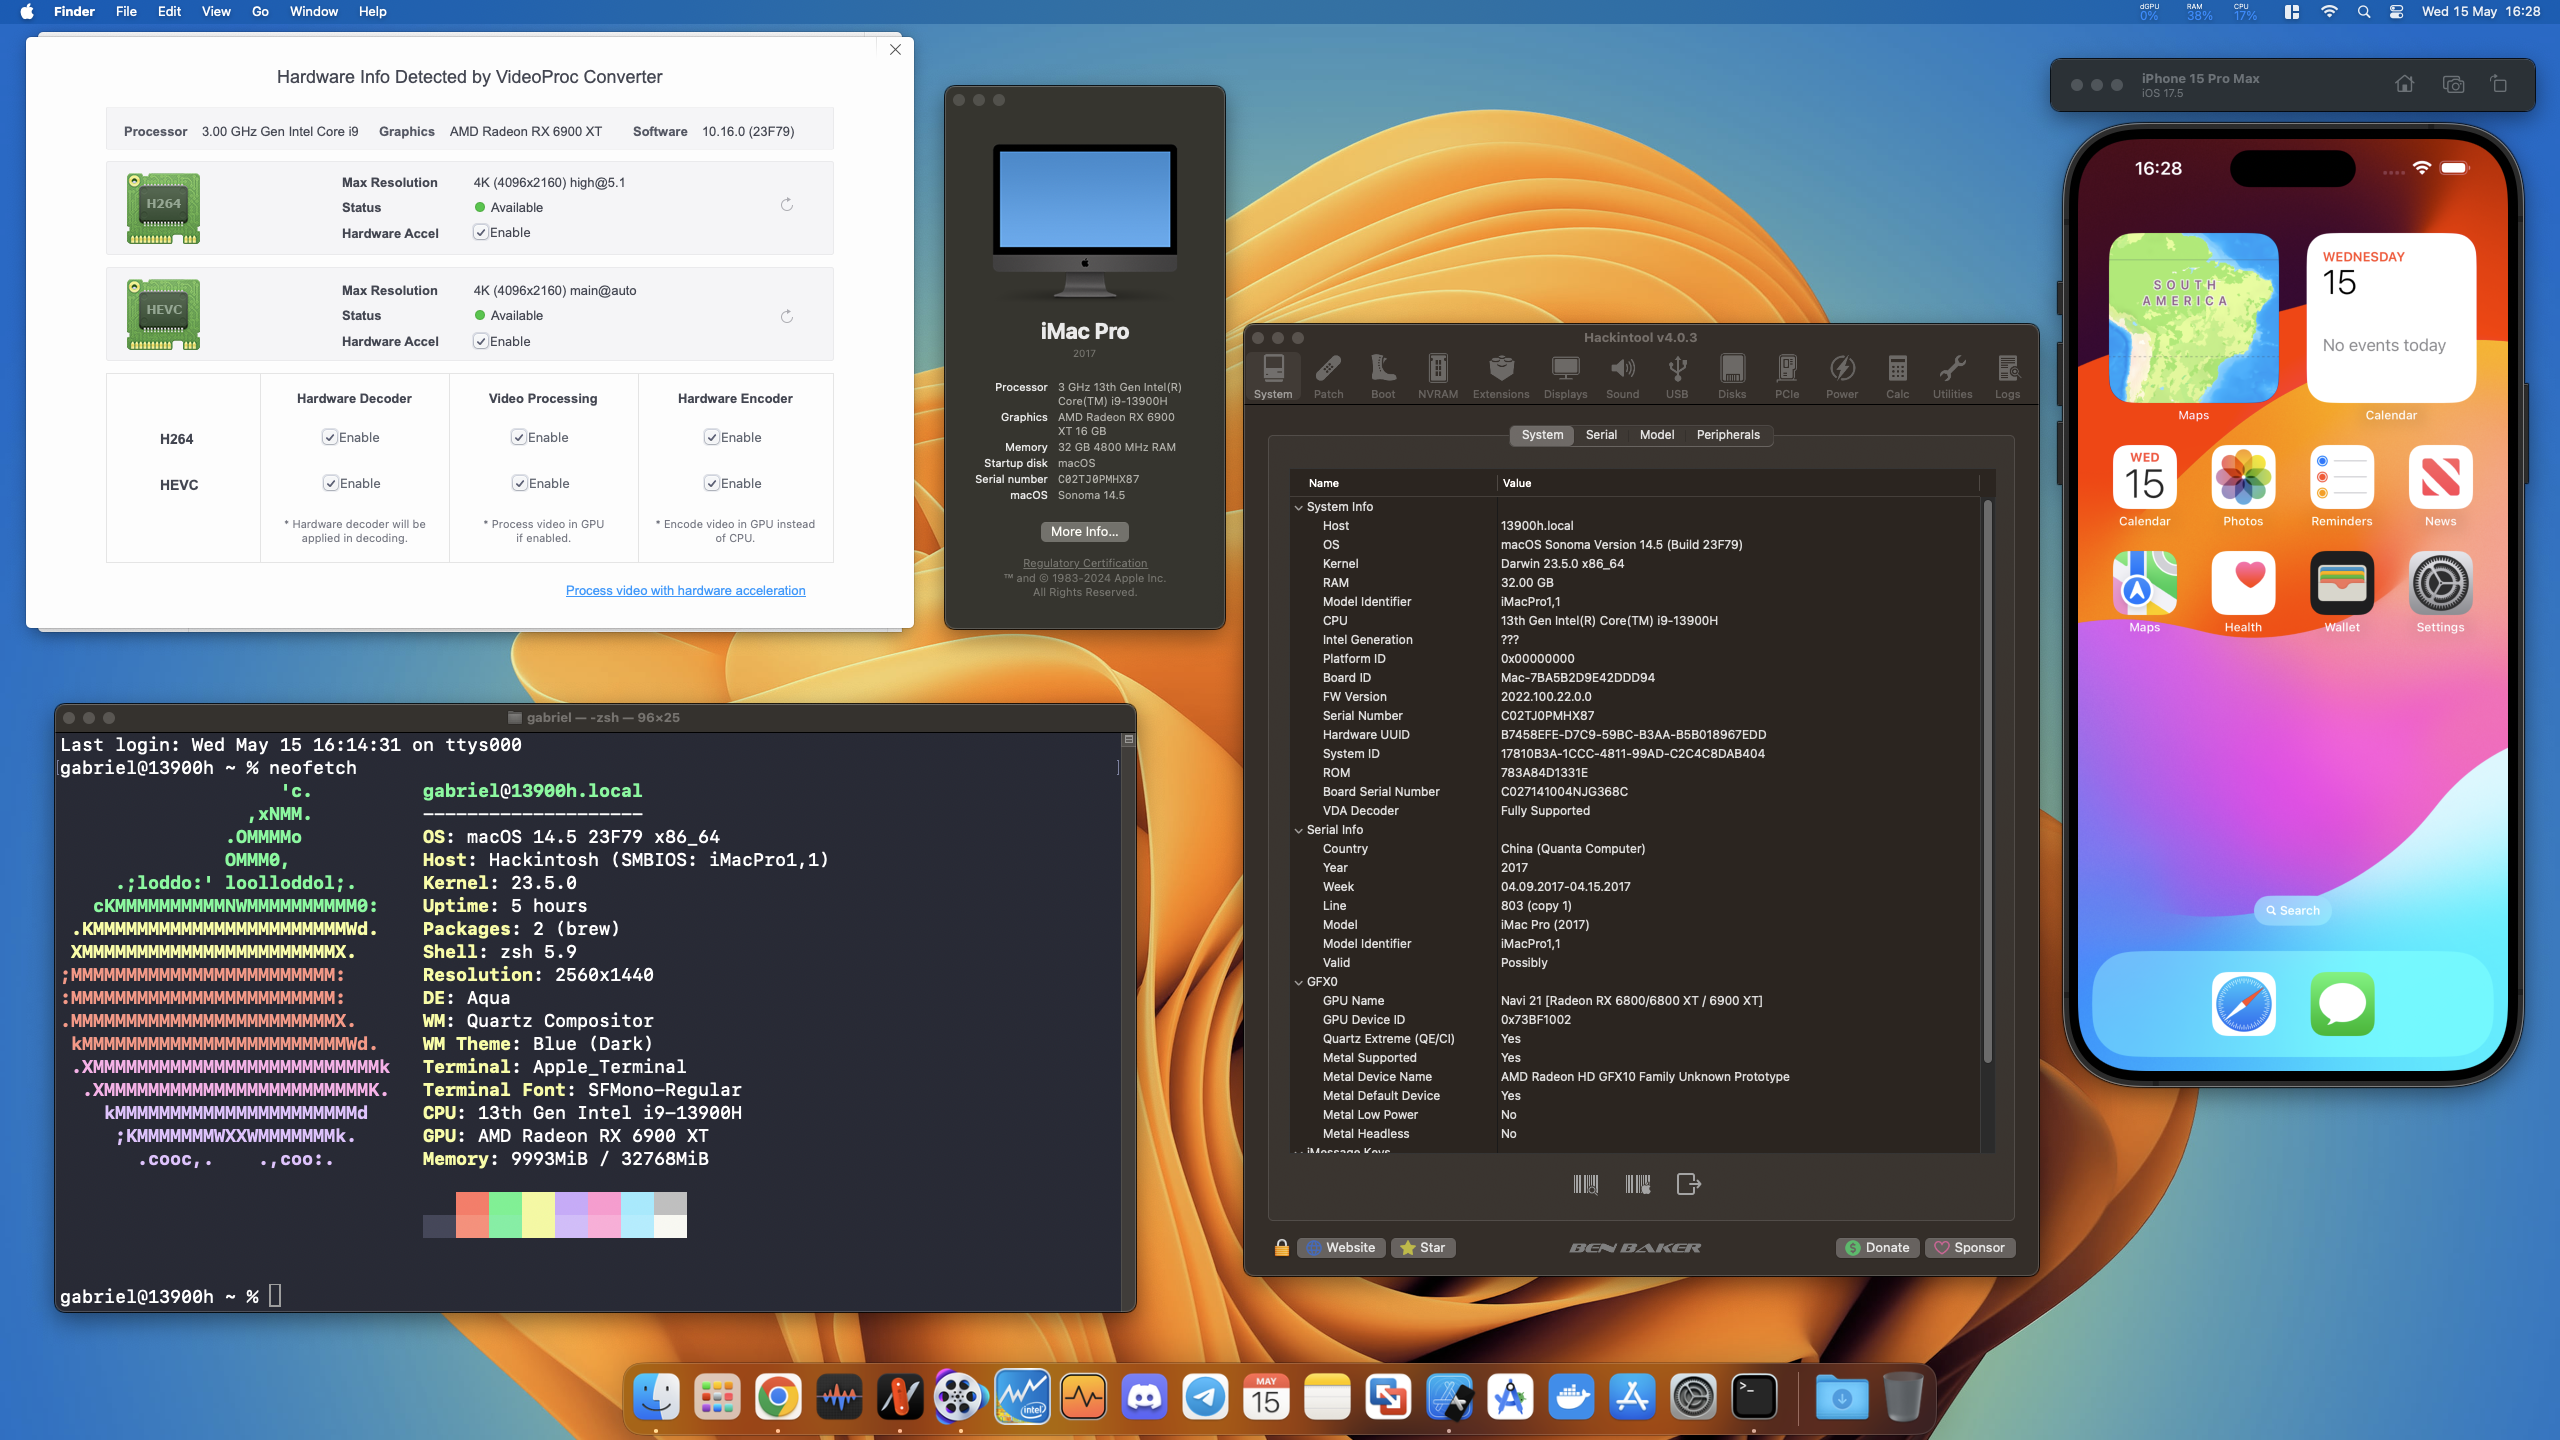 Finder File Edit View Go Window Help
dGPU 0% RAM 38% CPU 17% Wed 15 May 16:28
Hardware Info Detected by VideoProc Converter
Processor 3.00 GHz Gen Intel Core i9 Graphics AMD Radeon RX 6900 XT Software 10.16.0 (23F79)
H264
Max Resolution 4K (4096x2160) high@5.1
Status Available
Hardware Accel Enable
HEVC
Max Resolution 4K (4096x2160) main@auto
Status Available
Hardware Accel Enable
Hardware Decoder Video Processing Hardware Encoder
H264 Enable Enable Enable
HEVC Enable Enable Enable
* Hardware decoder will be applied in decoding.
* Process video in GPU if enabled.
* Encode video in GPU instead of CPU.
Process video with hardware acceleration
iMac Pro
2017
Processor 3 GHz 13th Gen Intel(R)
Core(TM) i9-13900H
Graphics AMD Radeon RX 6900
XT 16 GB
Memory 32 GB 4800 MHz RAM
Startup disk macOS
Serial number C02TJ0PMHX87
macOS Sonoma 14.5
More Info...
Regulatory Certification
™ and © 1983-2024 Apple Inc.
All Rights Reserved.
gabriel — -zsh — 96×25
Last login: Wed May 15 16:14:31 on ttys000
[gabriel@13900h ~ % neofetch ]
'c. gabriel@13900h.local
,xNMM. -------------------
.OMMMMo OS: macOS 14.5 23F79 x86_64
OMMM0, Host: Hackintosh (SMBIOS: iMacPro1,1)
.;loddo:' loolloddol;. Kernel: 23.5.0
cKMMMMMMMMMMNWMMMMMMMMMM0: Uptime: 5 hours
.KMMMMMMMMMMMMMMMMMMMMMMMWd. Packages: 2 (brew)
XMMMMMMMMMMMMMMMMMMMMMMMX. Shell: zsh 5.9
;MMMMMMMMMMMMMMMMMMMMMMMM: Resolution: 2560x1440
:MMMMMMMMMMMMMMMMMMMMMMMM: DE: Aqua
.MMMMMMMMMMMMMMMMMMMMMMMMX. WM: Quartz Compositor
kMMMMMMMMMMMMMMMMMMMMMMMMWd. WM Theme: Blue (Dark)
.XMMMMMMMMMMMMMMMMMMMMMMMMMMk Terminal: Apple_Terminal
.XMMMMMMMMMMMMMMMMMMMMMMMMK. Terminal Font: SFMono-Regular
kMMMMMMMMMMMMMMMMMMMMMMd CPU: 13th Gen Intel i9-13900H
;KMMMMMMMWXXWMMMMMMMk. GPU: AMD Radeon RX 6900 XT
.cooc,. .,coo:. Memory: 9993MiB / 32768MiB
gabriel@13900h ~ %
Hackintool v4.0.3
System Patch Boot NVRAM Extensions Displays Sound USB Disks PCIe Power Calc Utilities Logs
System Serial Model Peripherals
Name Value
System Info
Host 13900h.local
OS macOS Sonoma Version 14.5 (Build 23F79)
Kernel Darwin 23.5.0 x86_64
RAM 32.00 GB
Model Identifier iMacPro1,1
CPU 13th Gen Intel(R) Core(TM) i9-13900H
Intel Generation ???
Platform ID 0x00000000
Board ID Mac-7BA5B2D9E42DDD94
FW Version 2022.100.22.0.0
Serial Number C02TJ0PMHX87
Hardware UUID B7458EFE-D7C9-59BC-B3AA-B5B018967EDD
System ID 17810B3A-1CCC-4811-99AD-C2C4C8DAB404
ROM 783A84D1331E
Board Serial Number C027141004NJG368C
VDA Decoder Fully Supported
Serial Info
Country China (Quanta Computer)
Year 2017
Week 04.09.2017-04.15.2017
Line 803 (copy 1)
Model iMac Pro (2017)
Model Identifier iMacPro1,1
Valid Possibly
GFX0
GPU Name Navi 21 [Radeon RX 6800/6800 XT / 6900 XT]
GPU Device ID 0x73BF1002
Quartz Extreme (QE/CI) Yes
Metal Supported Yes
Metal Device Name AMD Radeon HD GFX10 Family Unknown Prototype
Metal Default Device Yes
Metal Low Power No
Metal Headless No
iMessage Keys
Website Star BEN BAKER Donate Sponsor
iPhone 15 Pro Max
iOS 17.5
16:28
SOUTH
AMERICA
Maps
WEDNESDAY
15
No events today
Calendar
WED
15
Calendar Photos Reminders News
Maps Health Wallet Settings
Search
intel
MAY
15